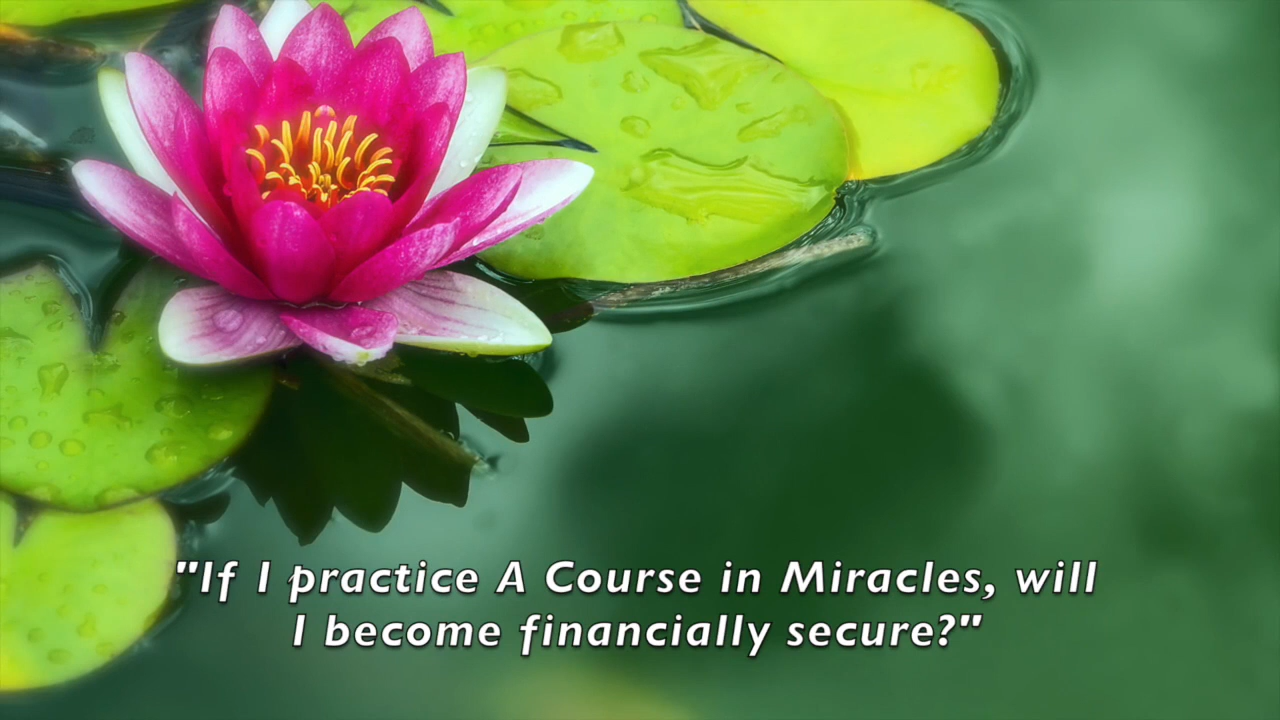 "If I practice A Course in Miracles, will
I become financially secure?"